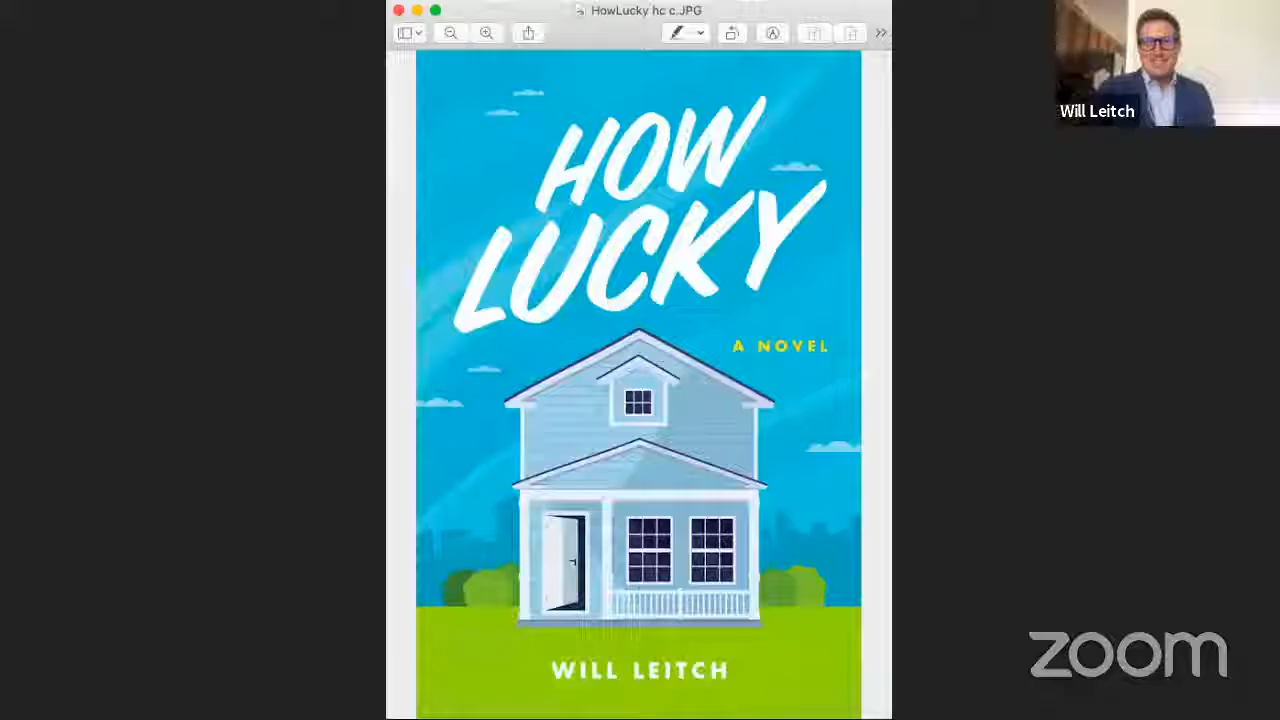 HowLucky hc c.JPG
Will Leitch
HOW
LUCKY
A NOVEL
WILL LEITCH
zoom